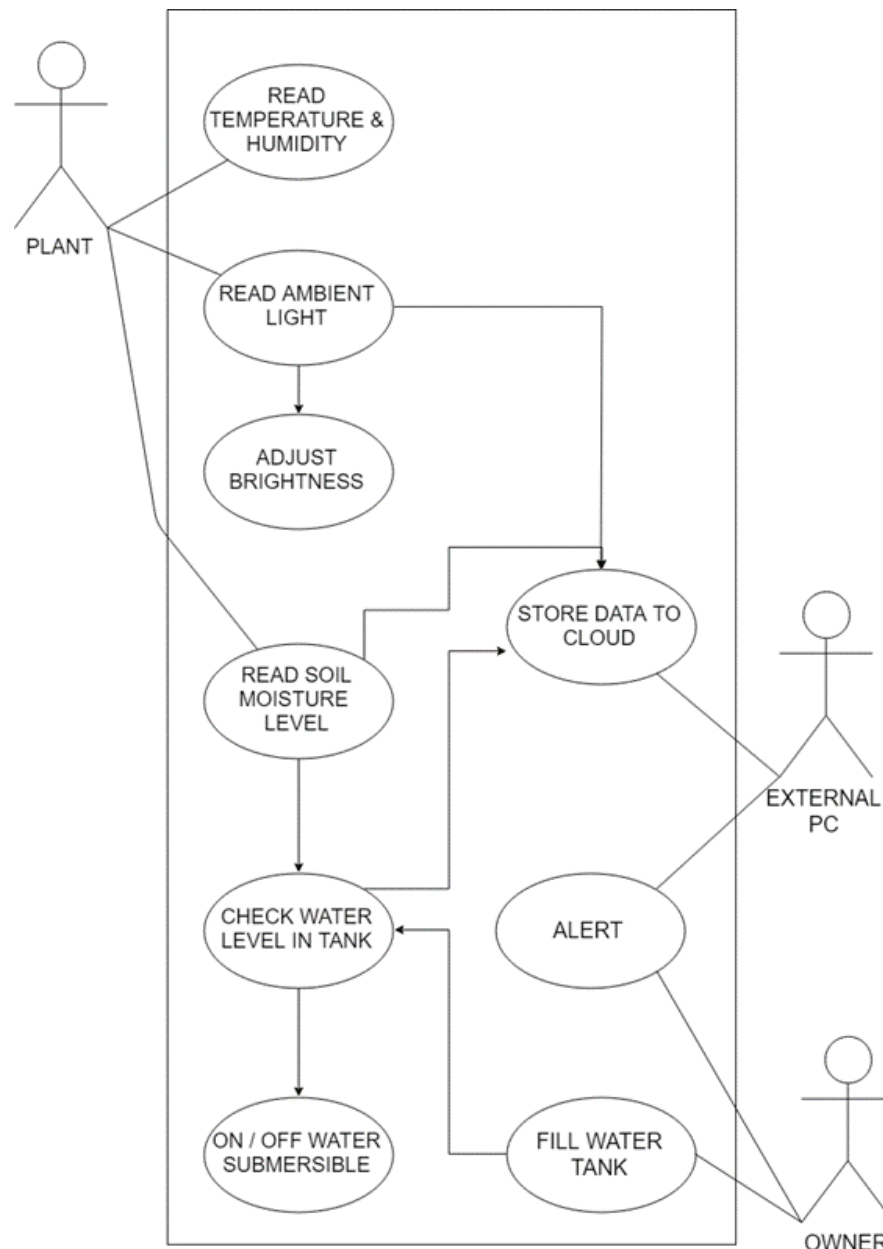 READ
TEMPERATURE &
HUMIDITY
PLANT
READ AMBIENT
LIGHT
ADJUST
BRIGHTNESS
STORE DATA TO
CLOUD
READ SOIL
MOISTURE
LEVEL
EXTERNAL
PC
CHECK WATER
LEVEL IN TANK
ALERT
ON / OFF WATER
SUBMERSIBLE
FILL WATER
TANK
OWNER